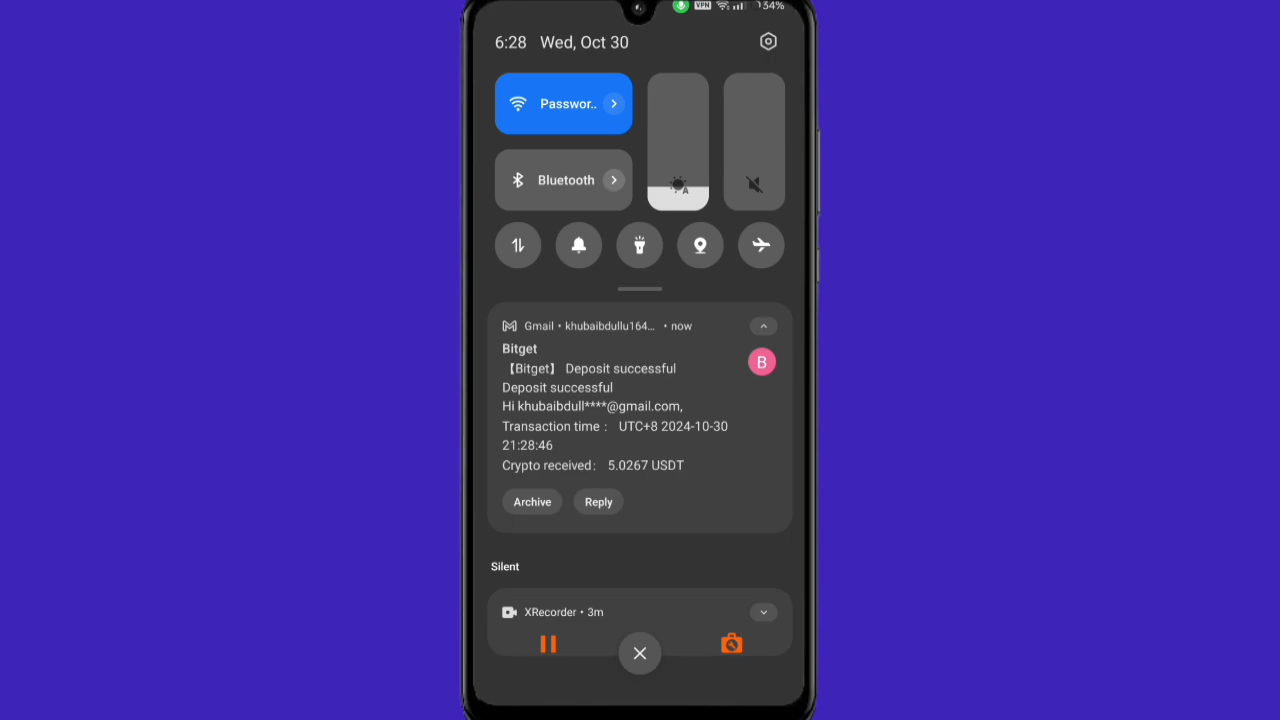 VPN 34%
6:28 Wed, Oct 30
Passwor..
Bluetooth
A
Gmail • khubaibdullu164... • now
Bitget
B
【Bitget】 Deposit successful
Deposit successful
Hi khubaibdull****@gmail.com,
Transaction time： UTC+8 2024-10-30
21:28:46
Crypto received： 5.0267 USDT
Archive Reply
Silent
XRecorder • 3m